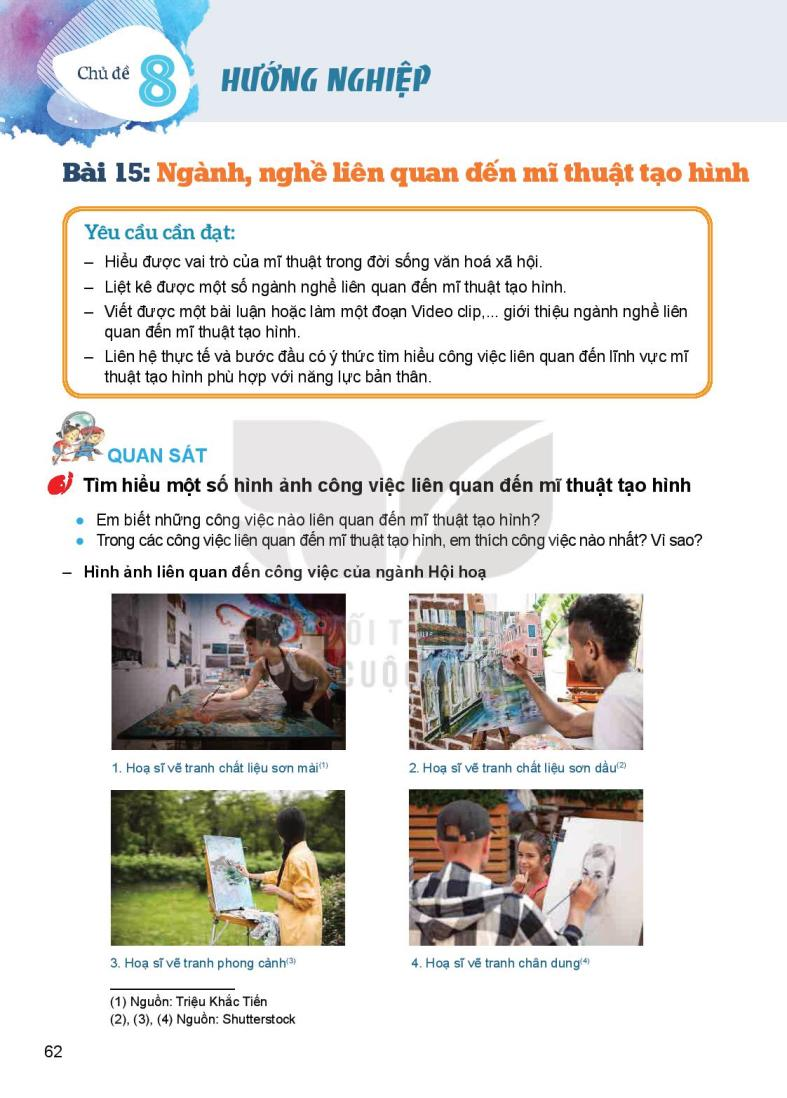 Chủ đề 8
HƯỚNG NGHIỆP
Bài 15: Ngành, nghề liên quan đến mĩ thuật tạo hình
Yêu cầu cần đạt:
– Hiểu được vai trò của mĩ thuật trong đời sống văn hoá xã hội.
– Liệt kê được một số ngành nghề liên quan đến mĩ thuật tạo hình.
– Viết được một bài luận hoặc làm một đoạn Video clip,... giới thiệu ngành nghề liên
quan đến mĩ thuật tạo hình.
– Liên hệ thực tế và bước đầu có ý thức tìm hiểu công việc liên quan đến lĩnh vực mĩ
thuật tạo hình phù hợp với năng lực bản thân.
QUAN SÁT
Tìm hiểu một số hình ảnh công việc liên quan đến mĩ thuật tạo hình
• Em biết những công việc nào liên quan đến mĩ thuật tạo hình?
• Trong các công việc liên quan đến mĩ thuật tạo hình, em thích công việc nào nhất? Vì sao?
– Hình ảnh liên quan đến công việc của ngành Hội hoạ
1. Hoạ sĩ vẽ tranh chất liệu sơn mài(1)
2. Hoạ sĩ vẽ tranh chất liệu sơn dầu(2)
3. Hoạ sĩ vẽ tranh phong cảnh(3)
4. Hoạ sĩ vẽ tranh chân dung(4)
(1) Nguồn: Triệu Khắc Tiến
(2), (3), (4) Nguồn: Shutterstock
62